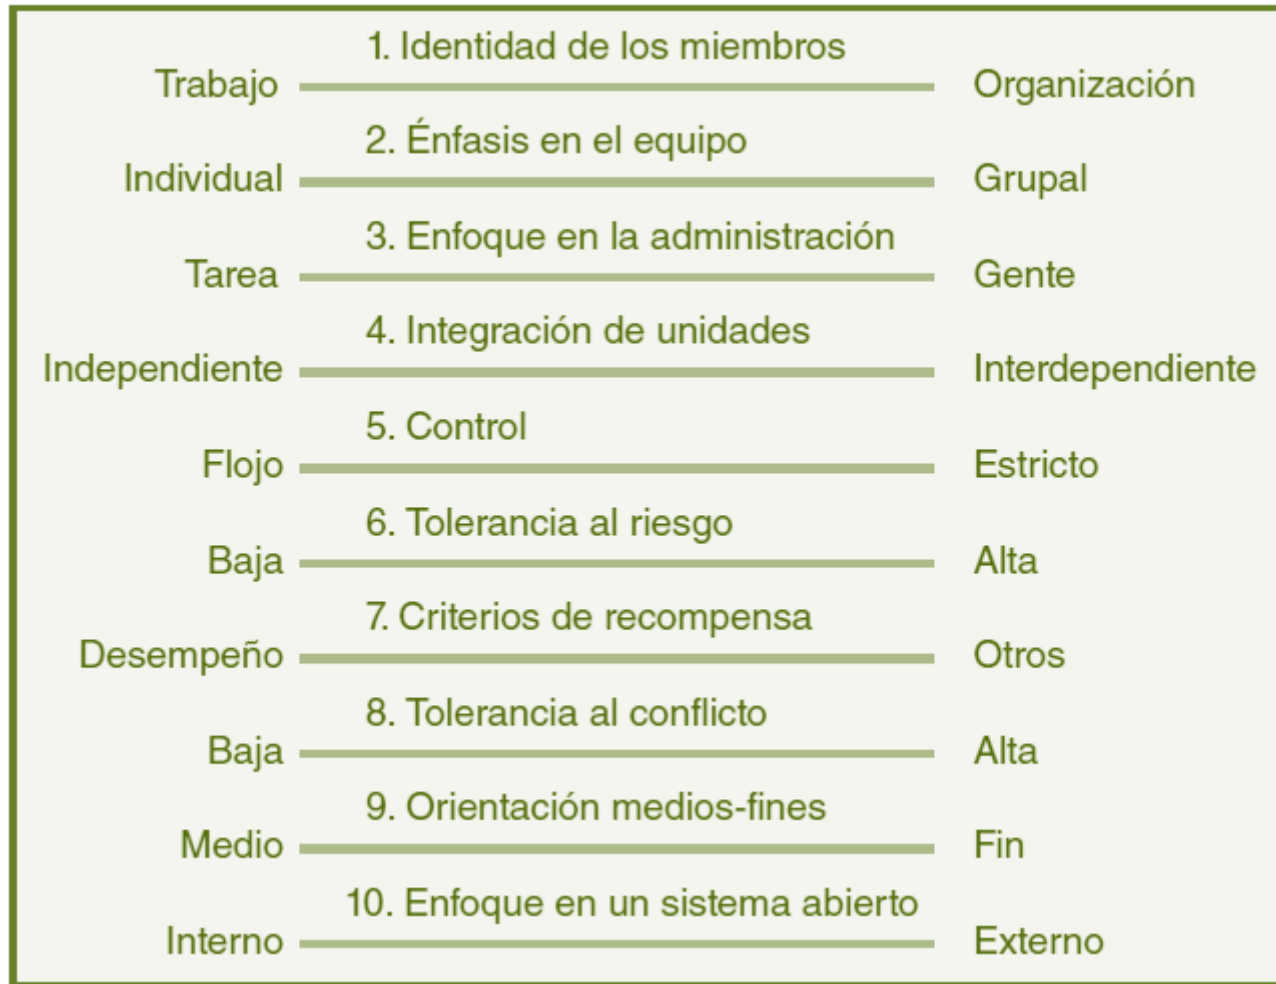 1. Identidad de los miembros
Trabajo Organización
2. Énfasis en el equipo
Individual Grupal
3. Enfoque en la administración
Tarea Gente
4. Integración de unidades
Independiente Interdependiente
5. Control
Flojo Estricto
6. Tolerancia al riesgo
Baja Alta
7. Criterios de recompensa
Desempeño Otros
8. Tolerancia al conflicto
Baja Alta
9. Orientación medios-fines
Medio Fin
10. Enfoque en un sistema abierto
Interno Externo